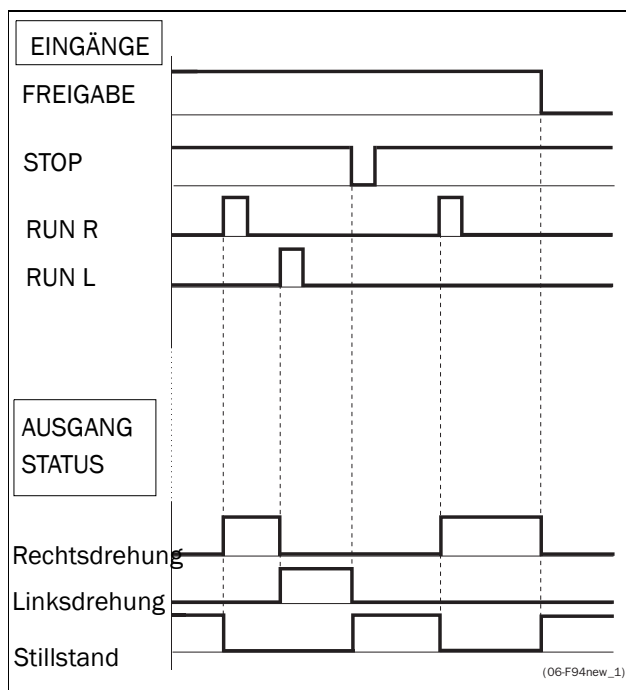 EINGÄNGE
FREIGABE
STOP
RUN R
RUN L
AUSGANG
STATUS
Rechtsdrehung
Linksdrehung
Stillstand
(06-F94new_1)